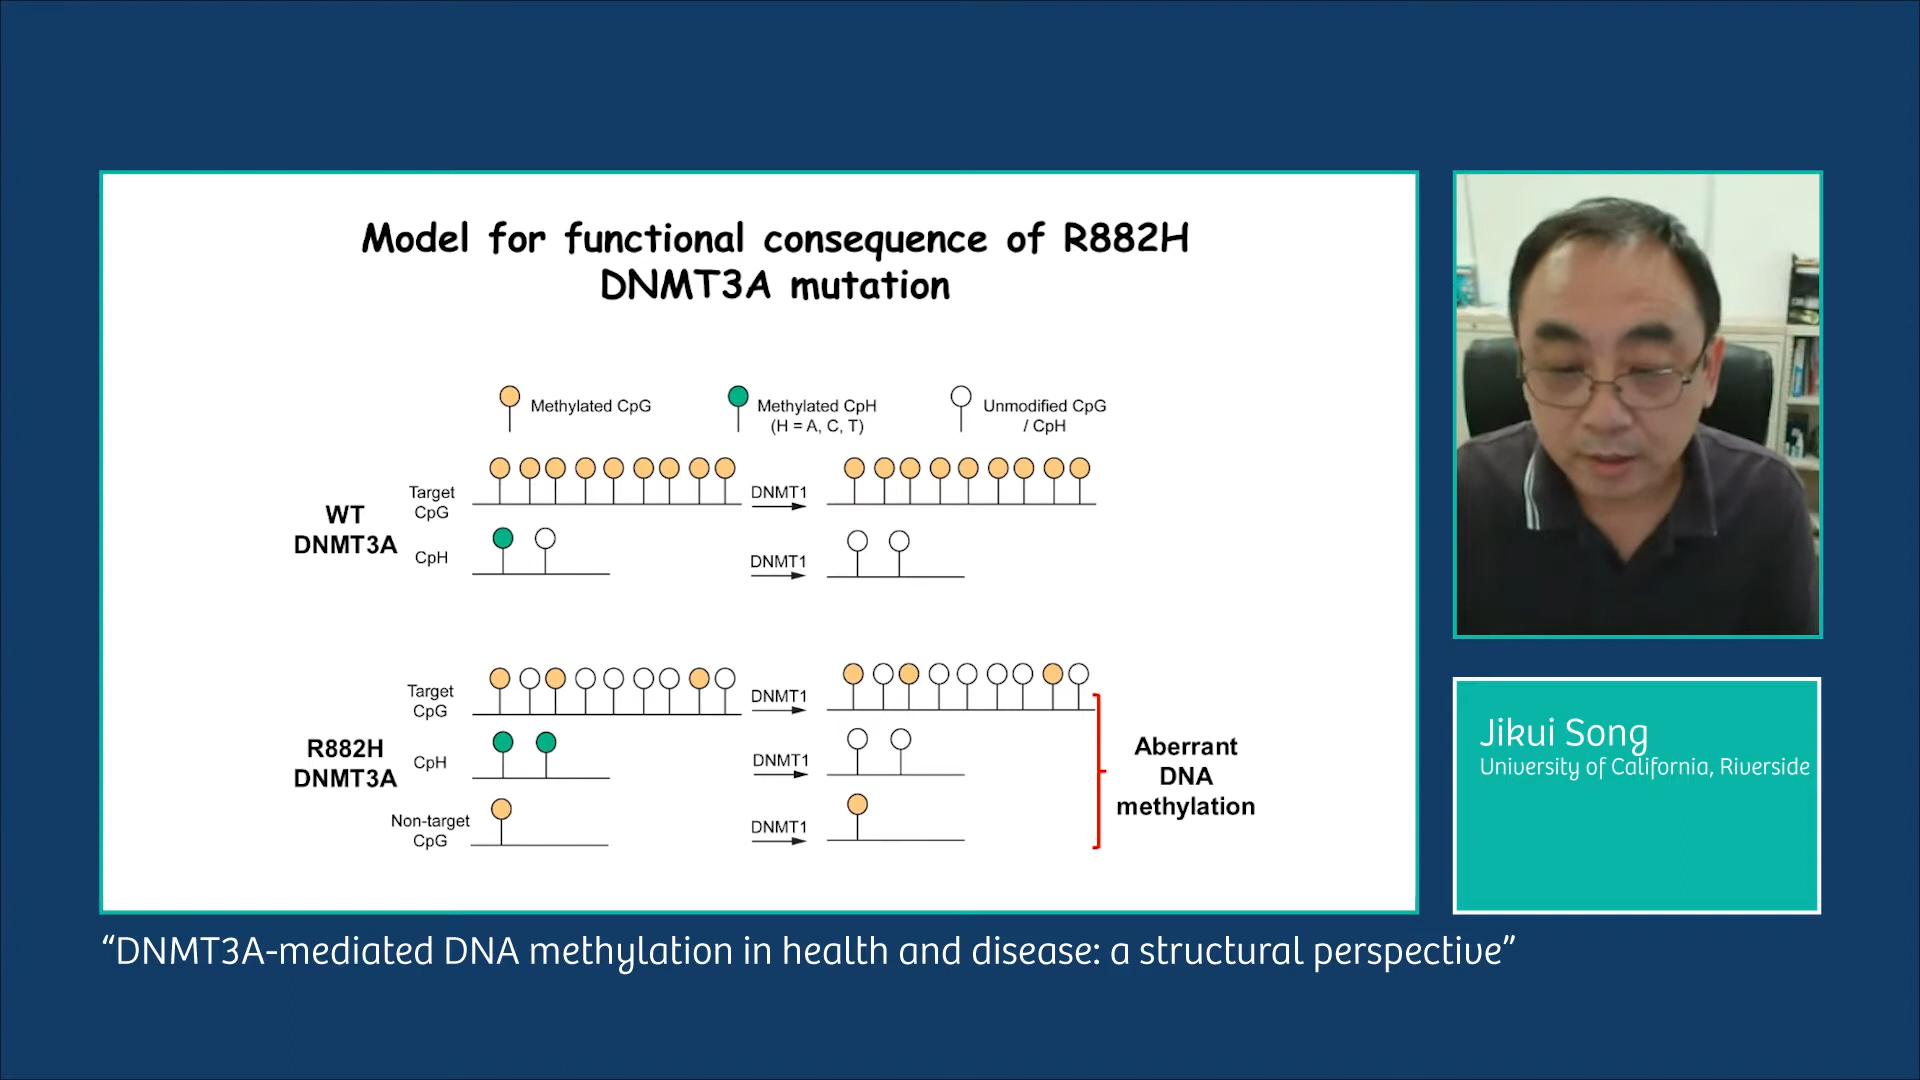 Model for functional consequence of R882H
DNMT3A mutation
Methylated CpG
Methylated CpH
(H = A, C, T)
Unmodified CpG
/ CpH
WT
DNMT3A
Target
CpG
DNMT1
CpH
DNMT1
R882H
DNMT3A
Target
CpG
DNMT1
CpH
DNMT1
Non-target
CpG
DNMT1
Aberrant
DNA
methylation
Jikui Song
University of California, Riverside
“DNMT3A-mediated DNA methylation in health and disease: a structural perspective”